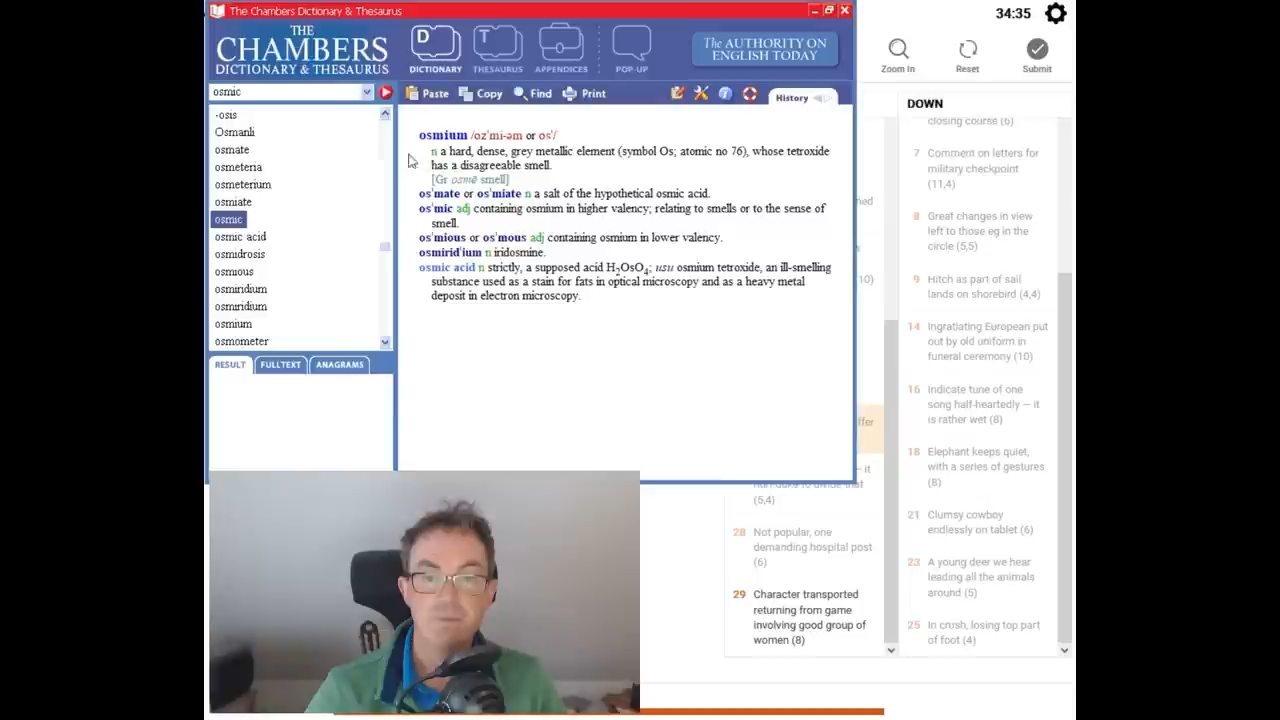 The Chambers Dictionary & Thesaurus
34:35
THE
CHAMBERS
DICTIONARY & THESAURUS
D
T
DICTIONARY
THESAURUS
APPENDICES
POP-UP
The AUTHORITY ON
ENGLISH TODAY
Zoom In
Reset
Submit
osmic
Paste
Copy
Find
Print
History
-osis
Osmanli
osmate
osmeteria
osmeterium
osmiate
osmic
osmic acid
osmidrosis
osmious
osmiridium
osmiridium
osmium
osmometer
RESULT
FULLTEXT
ANAGRAMS
osmium /oz'mi-əm or os'/
n a hard, dense, grey metallic element (symbol Os; atomic no 76), whose tetroxide
has a disagreeable smell.
[Gr osmē smell]
os'mate or os'miate n a salt of the hypothetical osmic acid.
os'mic adj containing osmium in higher valency; relating to smells or to the sense of
smell.
os'mious or os'mous adj containing osmium in lower valency.
osmirid'ium n iridosmine.
osmic acid n strictly, a supposed acid H₂OsO₄; usu osmium tetroxide, an ill-smelling
substance used as a stain for fats in optical microscopy and as a heavy metal
deposit in electron microscopy.
10)
— it
to divide that
(5,4)
28 Not popular, one
demanding hospital post
(6)
29 Character transported
returning from game
involving good group of
women (8)
DOWN
closing course (6)
7 Comment on letters for
military checkpoint
(11,4)
8 Great changes in view
left to those eg in the
circle (5,5)
9 Hitch as part of sail
lands on shorebird (4,4)
14 Ingratiating European put
out by old uniform in
funeral ceremony (10)
16 Indicate tune of one
song half-heartedly — it
is rather wet (8)
18 Elephant keeps quiet,
with a series of gestures
(8)
21 Clumsy cowboy
endlessly on tablet (6)
23 A young deer we hear
leading all the animals
around (5)
25 In crush, losing top part
of foot (4)